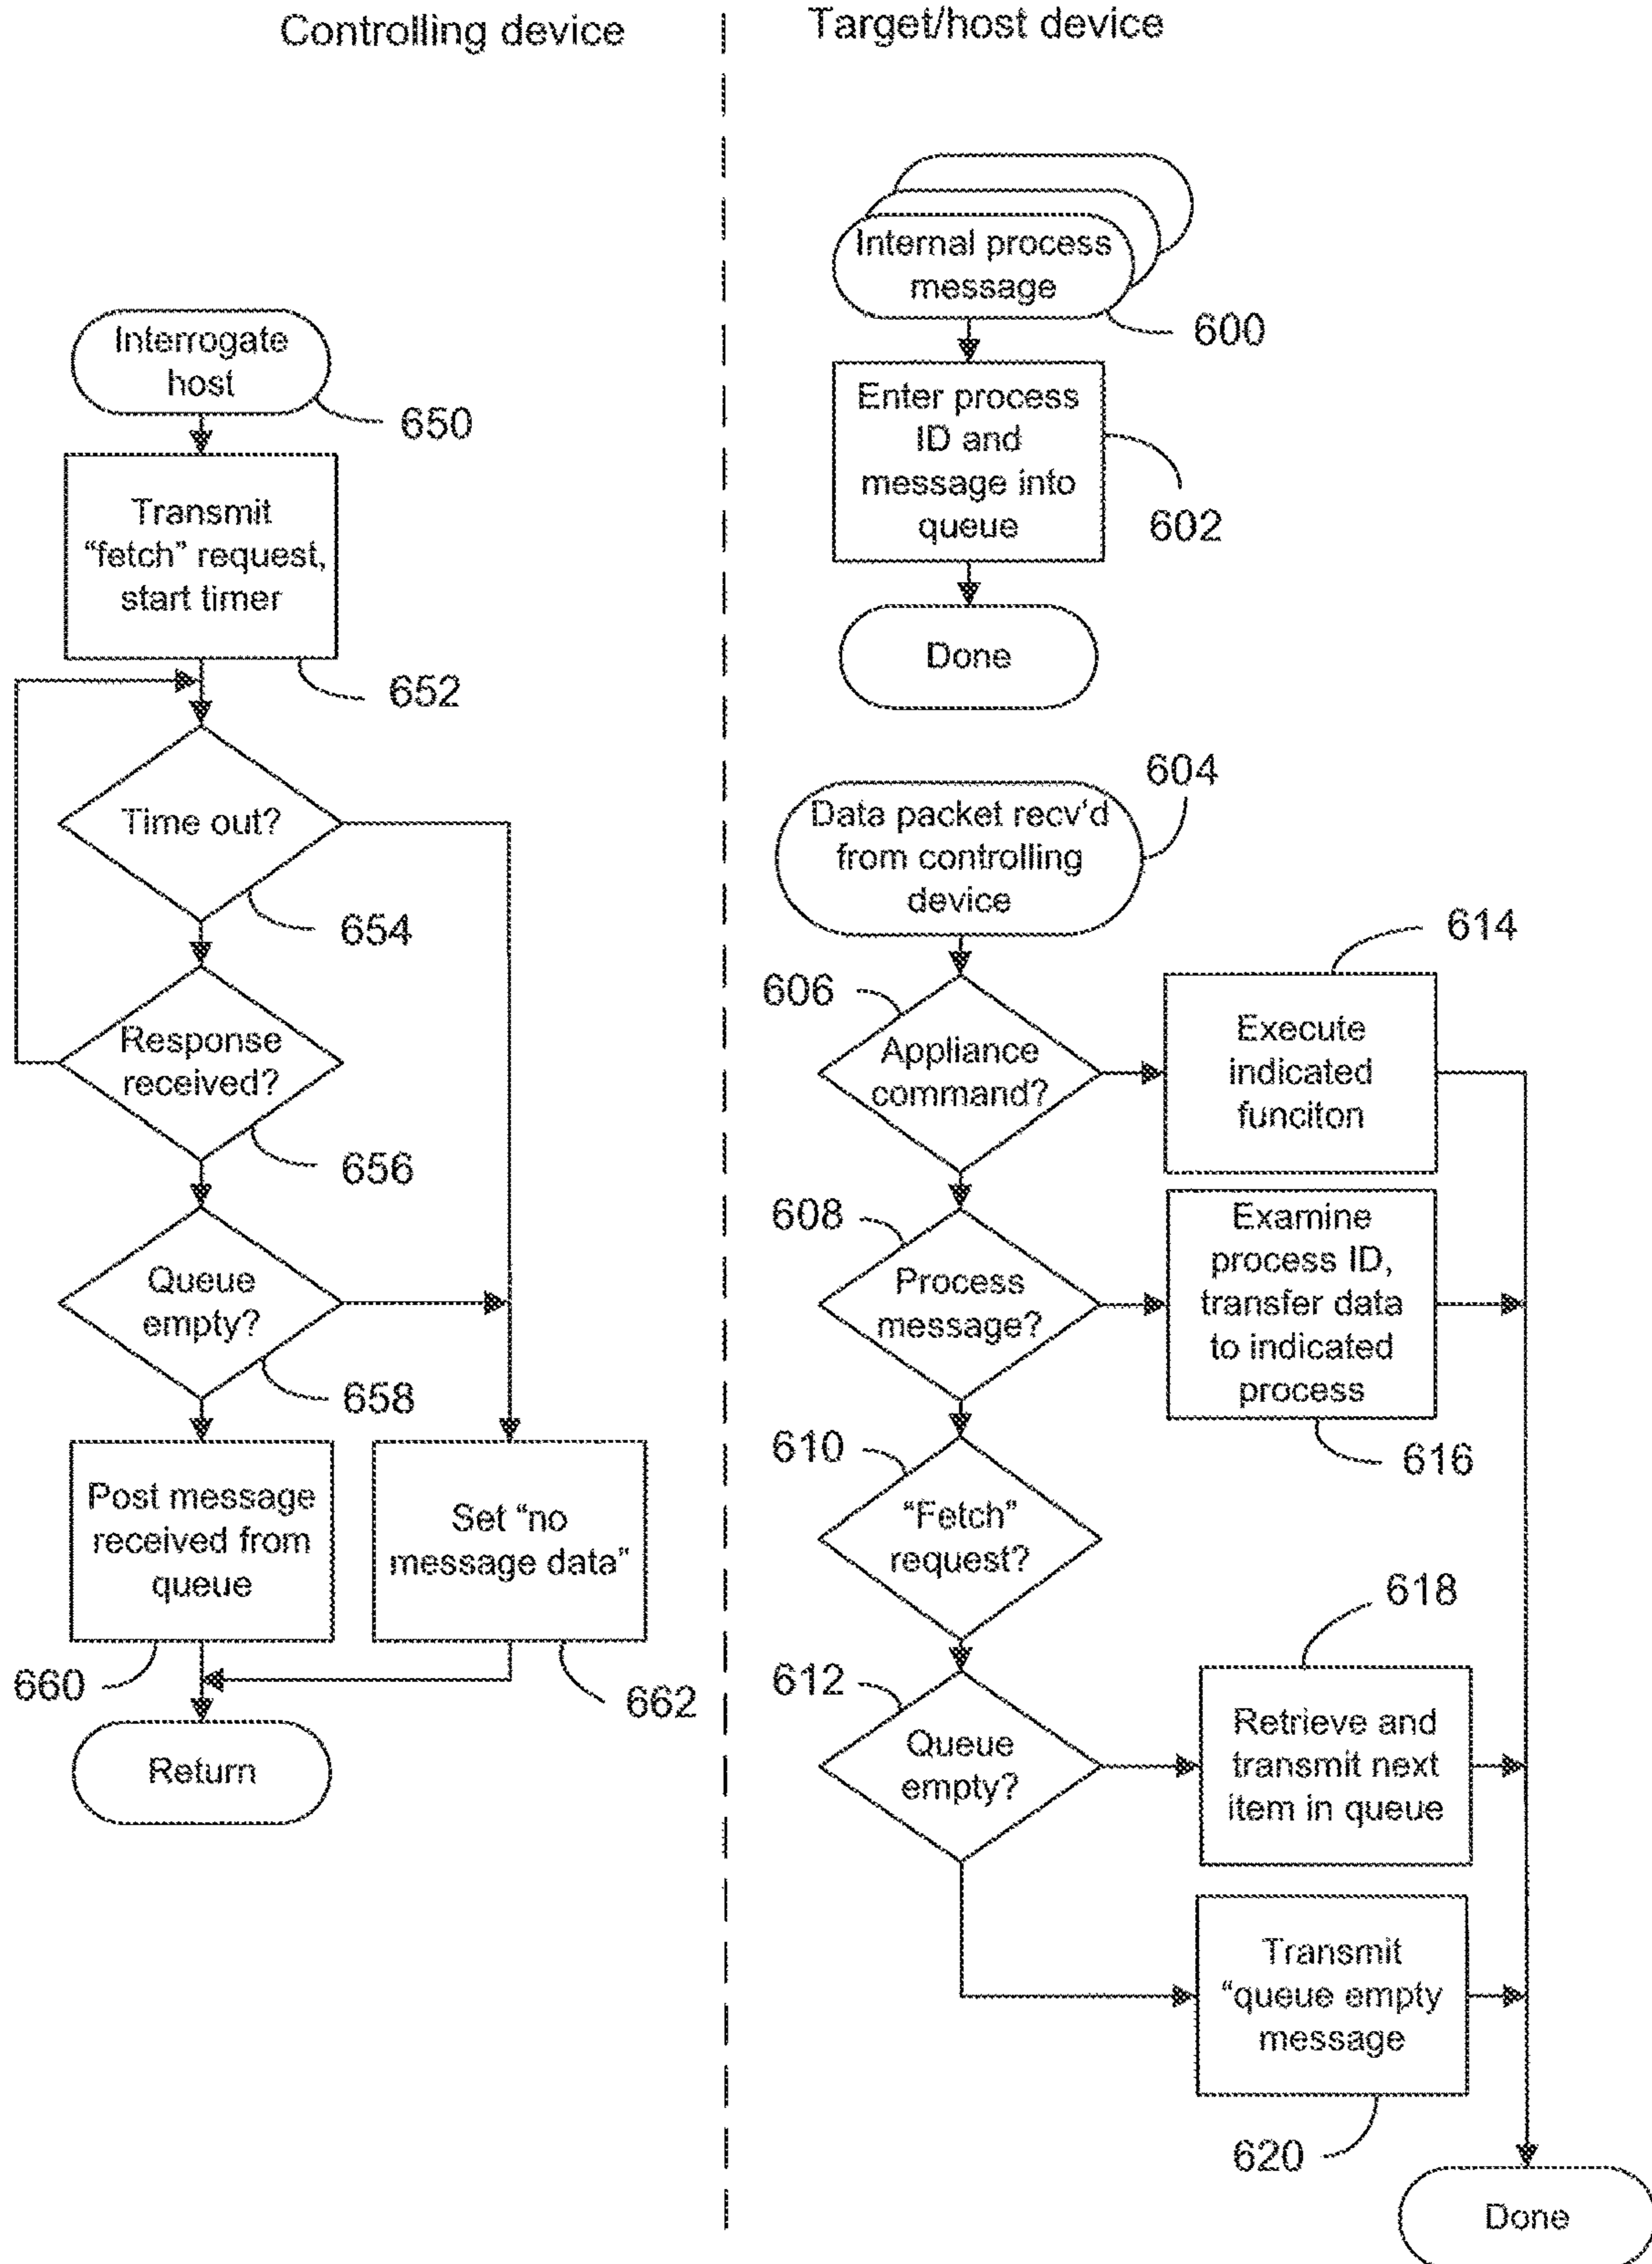 Controlling device
Interrogate
host
650
Transmit
“fetch” request,
start timer
652
Time out?
654
Response
received?
656
Queue
empty?
658
Post message
received from
queue
660
Set “no
message data”
662
Return
Target/host device
Internal process
message
600
Enter process
ID and
message into
queue
602
Done
604
Data packet recv’d
from controlling
device
606
Appliance
command?
614
Execute
indicated
funciton
608
Process
message?
Examine
process ID,
transfer data
to indicated
process
616
610
“Fetch”
request?
612
Queue
empty?
618
Retrieve and
transmit next
item in queue
Transmit
“queue empty
message
620
Done